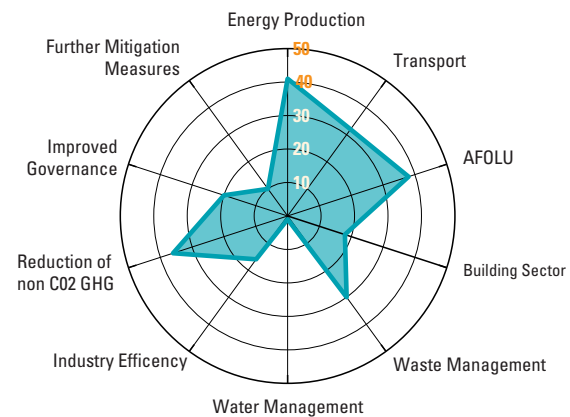 Energy Production
Further Mitigation
Measures
Transport
50
40
30
20
10
Improved
Governance
AFOLU
Reduction of
non C02 GHG
Building Sector
Industry Efficency
Waste Management
Water Management